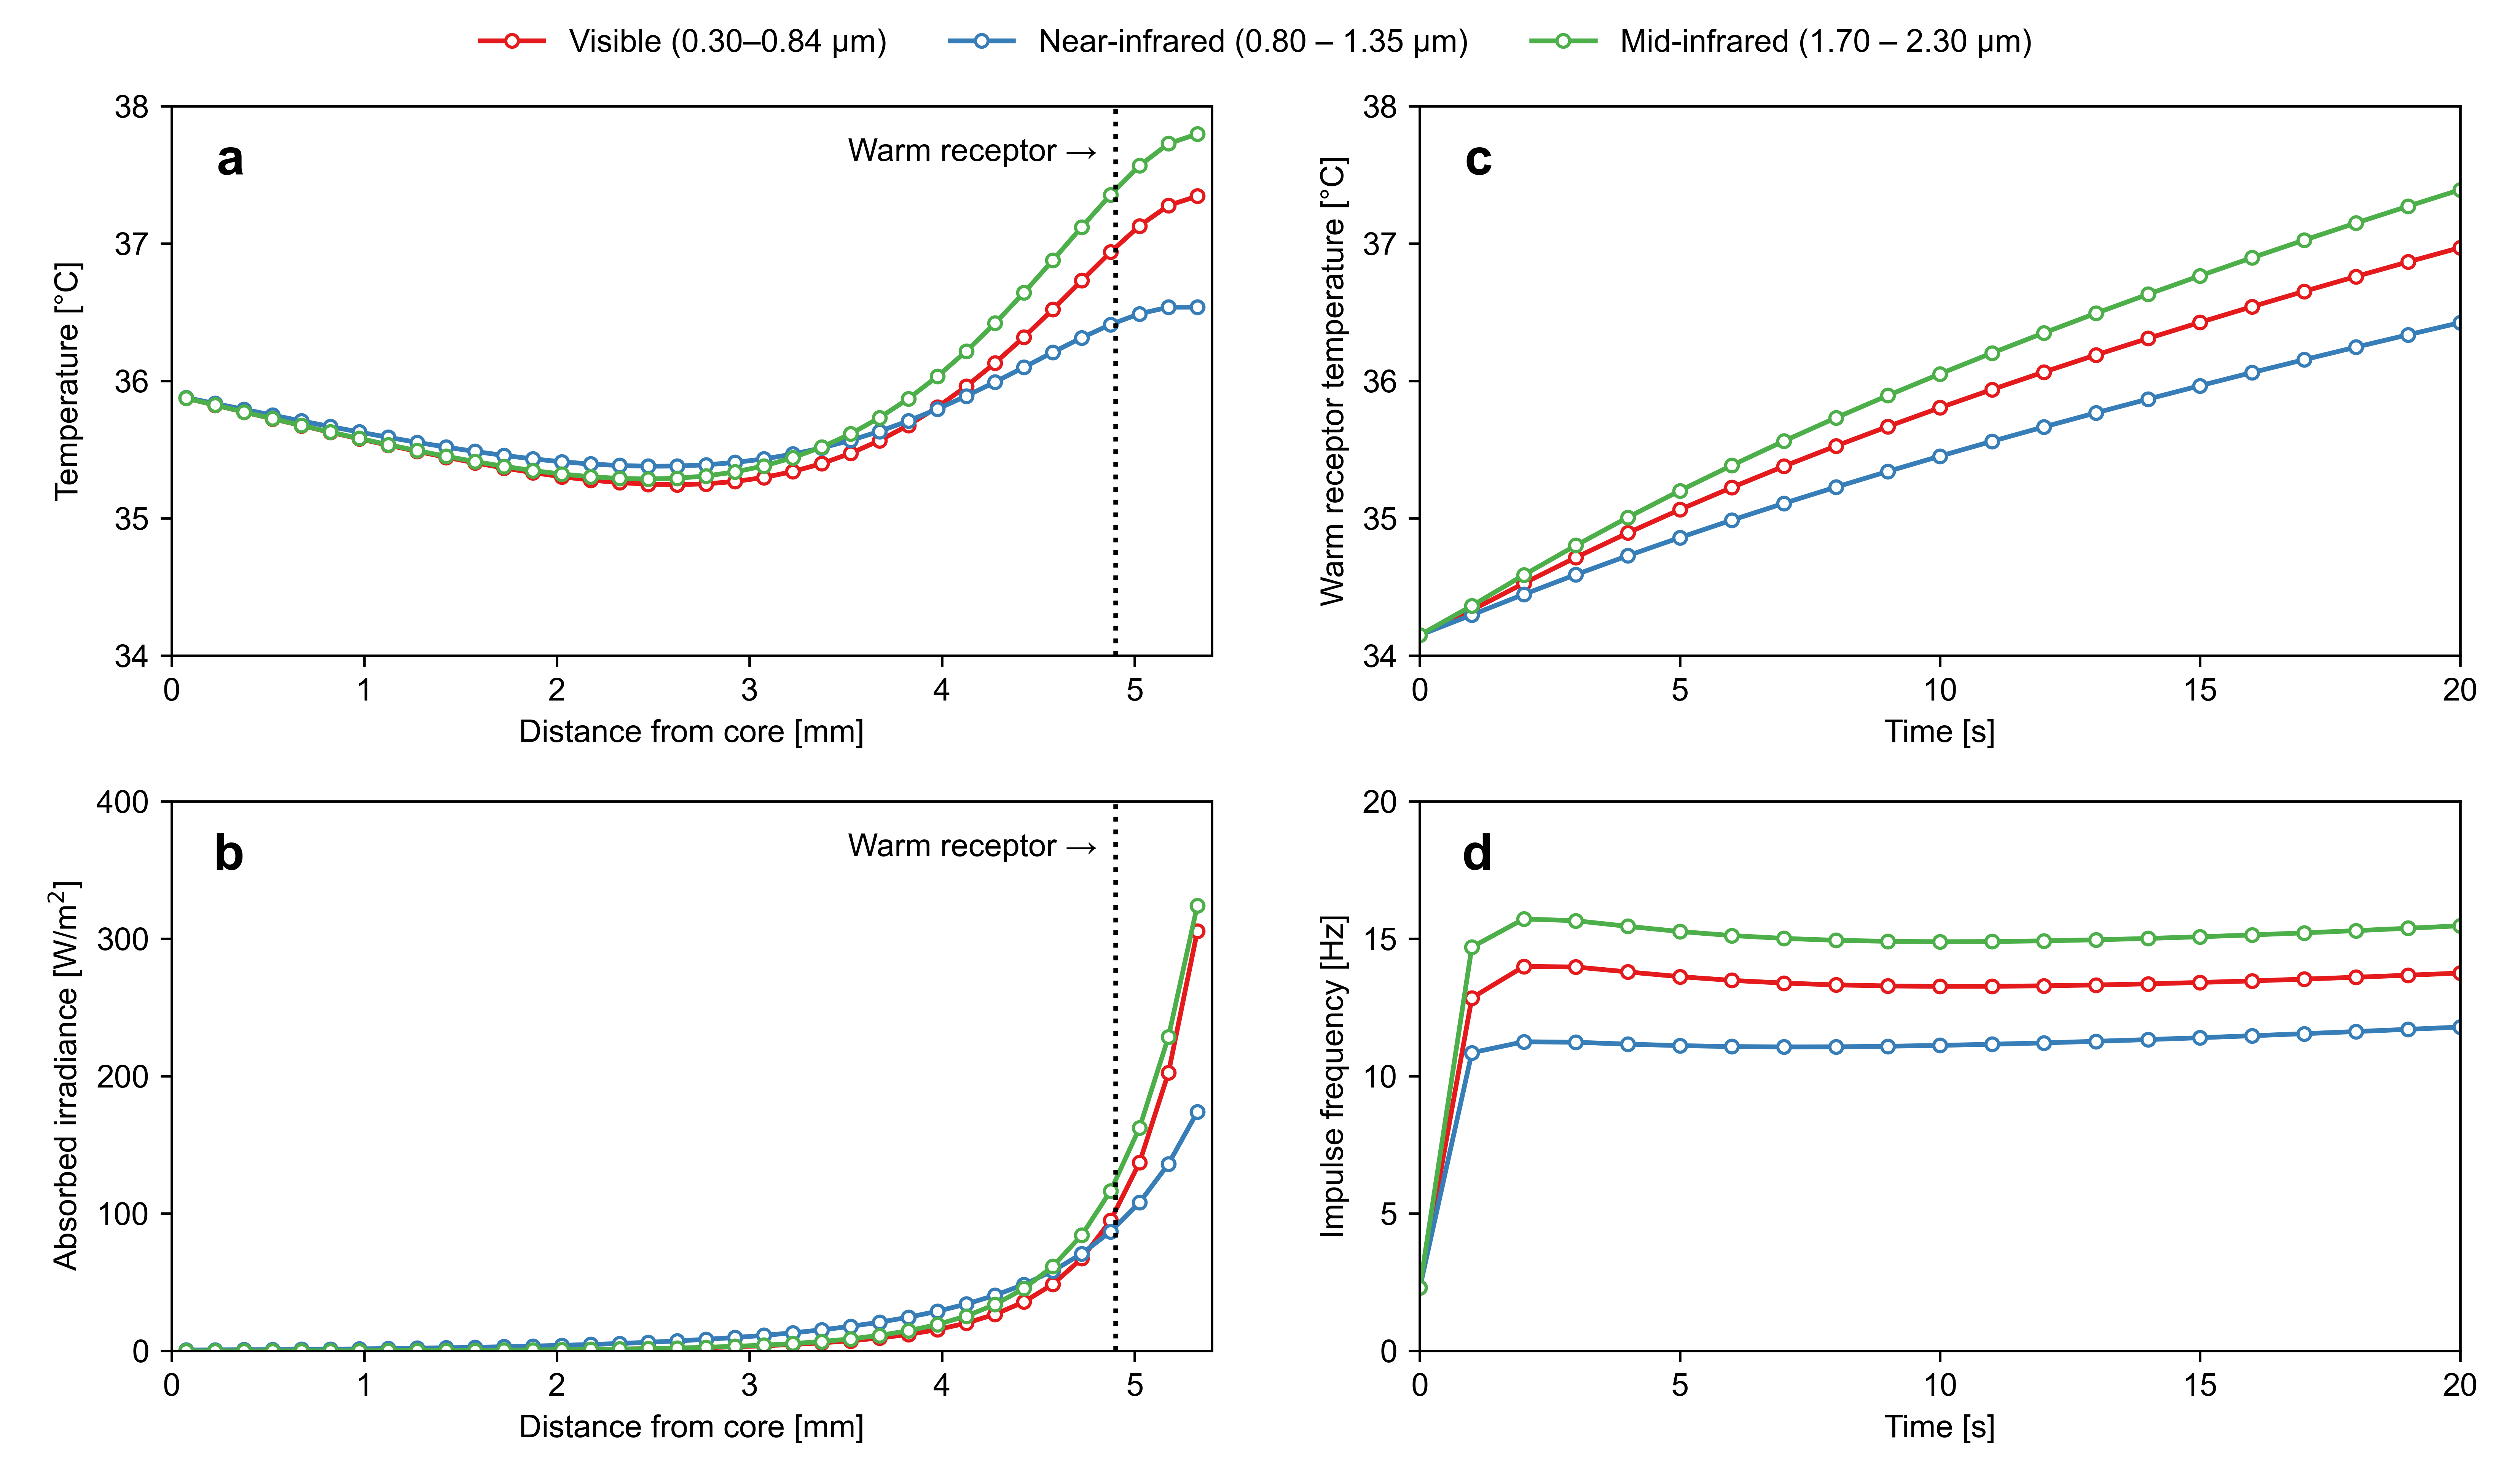 Visible (0.30–0.84 µm) Near-infrared (0.80 – 1.35 µm) Mid-infrared (1.70 – 2.30 µm)
a
Warm receptor →
38
37
36
35
34
Temperature [°C]
0 1 2 3 4 5
Distance from core [mm]
c
38
37
36
35
34
Warm receptor temperature [°C]
0 5 10 15 20
Time [s]
b
Warm receptor →
400
300
200
100
0
Absorbed irradiance [W/m²]
0 1 2 3 4 5
Distance from core [mm]
d
20
15
10
5
0
Impulse frequency [Hz]
0 5 10 15 20
Time [s]